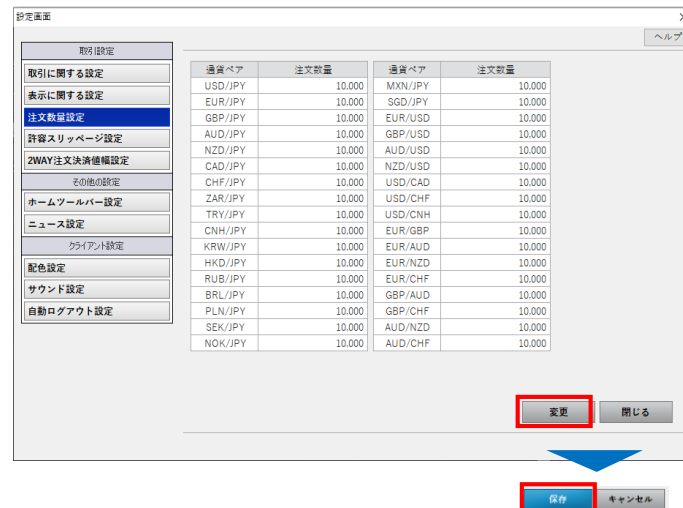 設定画面
ヘルプ
取引設定
取引に関する設定
表示に関する設定
注文数量設定
許容スリッページ設定
2WAY注文決済値幅設定
その他の設定
ホームツールバー設定
ニュース設定
クライアント設定
配色設定
サウンド設定
自動ログアウト設定
通貨ペア 注文数量 通貨ペア 注文数量
USD/JPY 10.000 MXN/JPY 10.000
EUR/JPY 10.000 SGD/JPY 10.000
GBP/JPY 10.000 EUR/USD 10.000
AUD/JPY 10.000 GBP/USD 10.000
NZD/JPY 10.000 AUD/USD 10.000
CAD/JPY 10.000 NZD/USD 10.000
CHF/JPY 10.000 USD/CAD 10.000
ZAR/JPY 10.000 USD/CHF 10.000
TRY/JPY 10.000 USD/CNH 10.000
CNH/JPY 10.000 EUR/GBP 10.000
KRW/JPY 10.000 EUR/AUD 10.000
HKD/JPY 10.000 EUR/NZD 10.000
RUB/JPY 10.000 EUR/CHF 10.000
BRL/JPY 10.000 GBP/AUD 10.000
PLN/JPY 10.000 GBP/CHF 10.000
SEK/JPY 10.000 AUD/NZD 10.000
NOK/JPY 10.000 AUD/CHF 10.000
変更 閉じる
保存 キャンセル